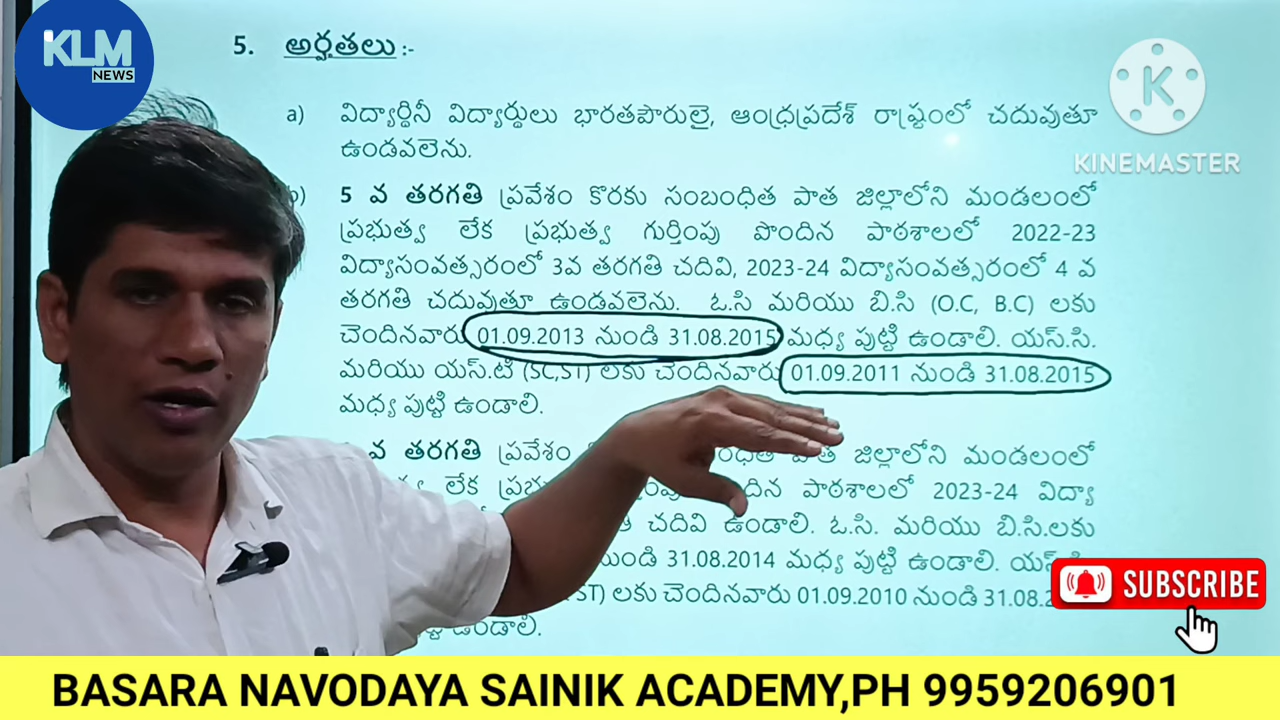 KLM
NEWS
5. అర్హతలు :-
a) విద్యార్థినీ విద్యార్థులు భారతపౌరులై, ఆంధ్రప్రదేశ్ రాష్ట్రంలో చదువుతూ
ఉండవలెను.
KINEMASTER
b) 5 వ తరగతి ప్రవేశం కొరకు సంబంధిత పాత జిల్లాలోని మండలంలో
ప్రభుత్వ లేక ప్రభుత్వ గుర్తింపు పొందిన పాఠశాలలో 2022-23
విద్యాసంవత్సరంలో 3వ తరగతి చదివి, 2023-24 విద్యాసంవత్సరంలో 4 వ
తరగతి చదువుతూ ఉండవలెను. ఓ.సి మరియు బి.సి (O.C, B.C) లకు
చెందినవారు 01.09.2013 నుండి 31.08.2015 మధ్య పుట్టి ఉండాలి. యస్.సి.
మరియు యస్.టి (SC,ST) లకు చెందినవారు 01.09.2011 నుండి 31.08.2015
మధ్య పుట్టి ఉండాలి.
వ తరగతి ప్రవేశం పాత జిల్లాలోని మండలంలో
లేక పాఠశాలలో 2023-24 విద్యా
చదివి ఉండాలి. ఓ.సి. మరియు బి.సి.లకు
నుండి 31.08.2014 మధ్య పుట్టి ఉండాలి.
ST) లకు చెందినవారు 01.09.2010 నుండి
ఉండాలి.
SUBSCRIBE
BASARA NAVODAYA SAINIK ACADEMY,PH 9959206901